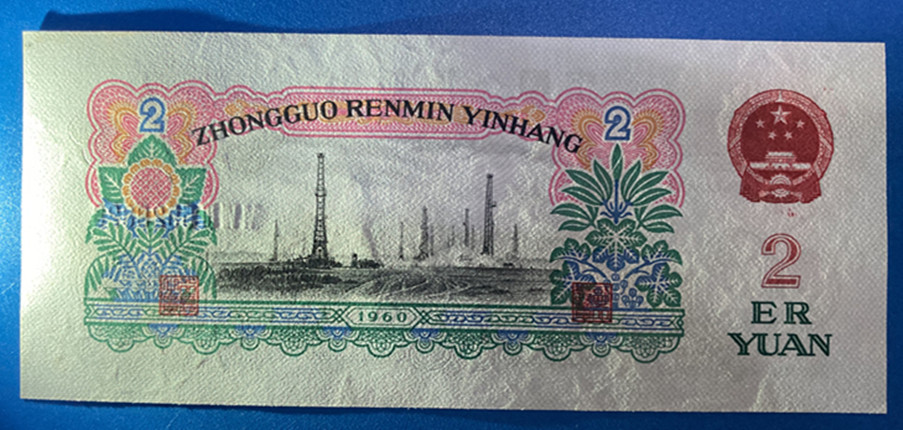 2
ZHONGGUO RENMIN YINHANG
2
1960
2
ER
YUAN